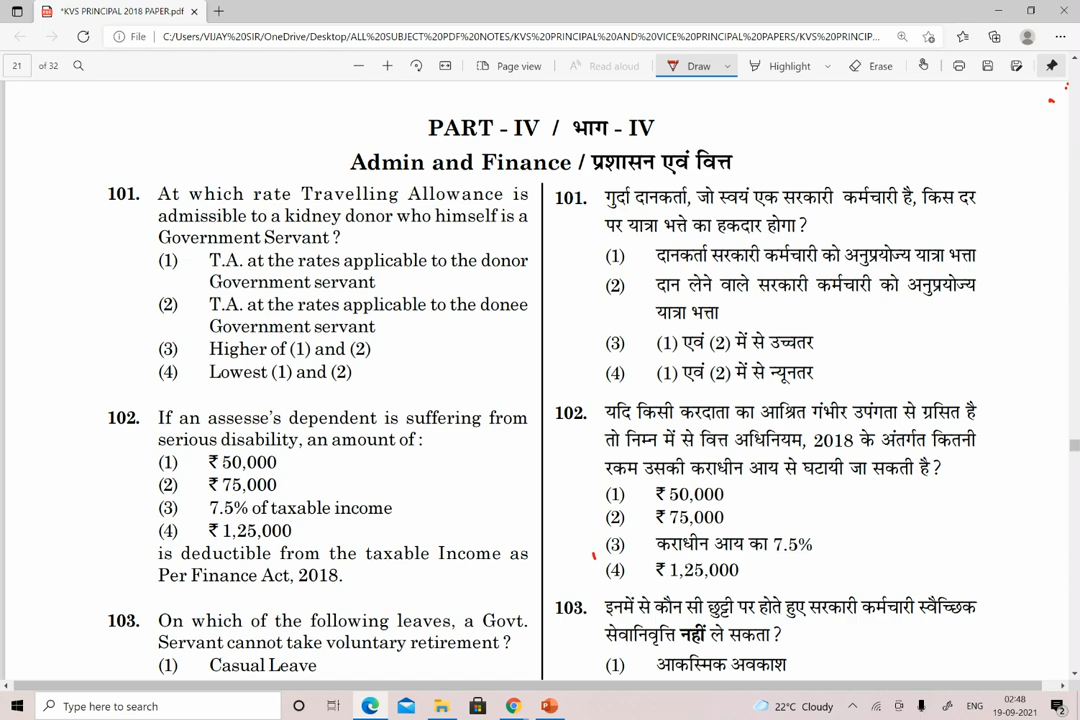 *KVS PRINCIPAL 2018 PAPER.pdf
File
C:/Users/VIJAY%20SIR/OneDrive/Desktop/ALL%20SUBJECT%20PDF%20NOTES/KVS%20PRINCIPAL%20AND%20VICE%20PRINCIPAL%20PAPERS/KVS%20PRINCIP...
21 of 32
Page view
Read aloud
Draw
Highlight
Erase
PART - IV / भाग - IV
Admin and Finance / प्रशासन एवं वित्त
101. At which rate Travelling Allowance is
admissible to a kidney donor who himself is a
Government Servant ?
(1) T.A. at the rates applicable to the donor
Government servant
(2) T.A. at the rates applicable to the donee
Government servant
(3) Higher of (1) and (2)
(4) Lowest (1) and (2)
102. If an assesse's dependent is suffering from
serious disability, an amount of :
(1) ₹ 50,000
(2) ₹ 75,000
(3) 7.5% of taxable income
(4) ₹ 1,25,000
is deductible from the taxable Income as
Per Finance Act, 2018.
103. On which of the following leaves, a Govt.
Servant cannot take voluntary retirement ?
(1) Casual Leave
101. गुर्दा दानकर्ता, जो स्वयं एक सरकारी कर्मचारी है, किस दर
पर यात्रा भत्ते का हकदार होगा ?
(1) दानकर्ता सरकारी कर्मचारी को अनुप्रयोज्य यात्रा भत्ता
(2) दान लेने वाले सरकारी कर्मचारी को अनुप्रयोज्य
यात्रा भत्ता
(3) (1) एवं (2) में से उच्चतर
(4) (1) एवं (2) में से न्यूनतर
102. यदि किसी करदाता का आश्रित गंभीर उपंगता से ग्रसित है
तो निम्न में से वित्त अधिनियम, 2018 के अंतर्गत कितनी
रकम उसकी कराधीन आय से घटायी जा सकती है ?
(1) ₹ 50,000
(2) ₹ 75,000
(3) कराधीन आय का 7.5%
(4) ₹ 1,25,000
103. इनमें से कौन सी छुट्टी पर होते हुए सरकारी कर्मचारी स्वैच्छिक
सेवानिवृत्ति नहीं ले सकता ?
(1) आकस्मिक अवकाश
Type here to search
22°C Cloudy
ENG
02:48
19-09-2021
2